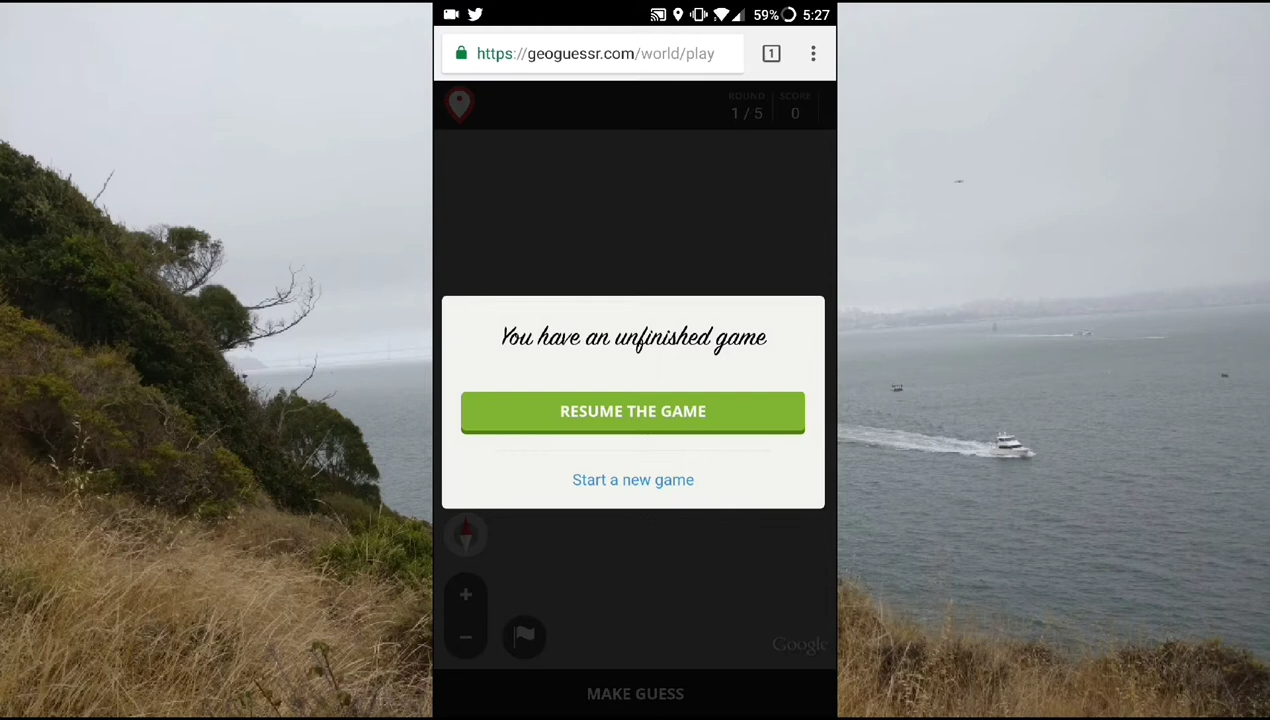 59% 5:27
https://geoguessr.com/world/play 1
ROUND SCORE
1 / 5 0
You have an unfinished game
RESUME THE GAME
Start a new game
+
−
Google
MAKE GUESS